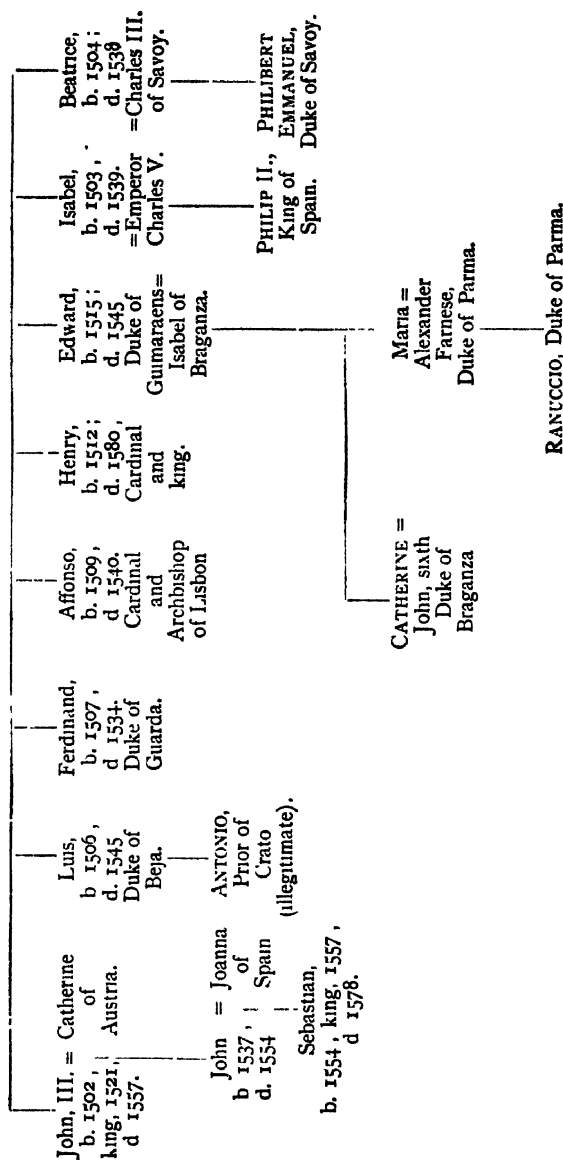 John, III. = Catherine
b. 1502, of
king, 1521, Austria.
d 1557.
Luis,
b 1506,
d. 1545
Duke of
Beja.
Ferdinand,
b. 1507,
d 1534.
Duke of
Guarda.
Affonso,
b. 1509,
d 1540.
Cardinal
and
Archbishop
of Lisbon
Henry,
b. 1512;
d. 1580,
Cardinal
and
king.
Edward,
b. 1515;
d. 1545
Duke of
Guimaraens=
Isabel of
Braganza.
Isabel,
b. 1503,
d. 1539.
=Emperor
Charles V.
Beatrice,
b. 1504;
d. 1538
=Charles III.
of Savoy.
John = Joanna
b 1537, of
d. 1554 Spain
ANTONIO,
Prior of
Crato
(illegitimate).
PHILIP II.,
King of
Spain.
PHILIBERT
EMMANUEL,
Duke of Savoy.
Sebastian,
b. 1554, king, 1557,
d 1578.
CATHERINE =
John, sixth
Duke of
Braganza
Maria =
Alexander
Farnese,
Duke of Parma.
RANUCCIO, Duke of Parma.